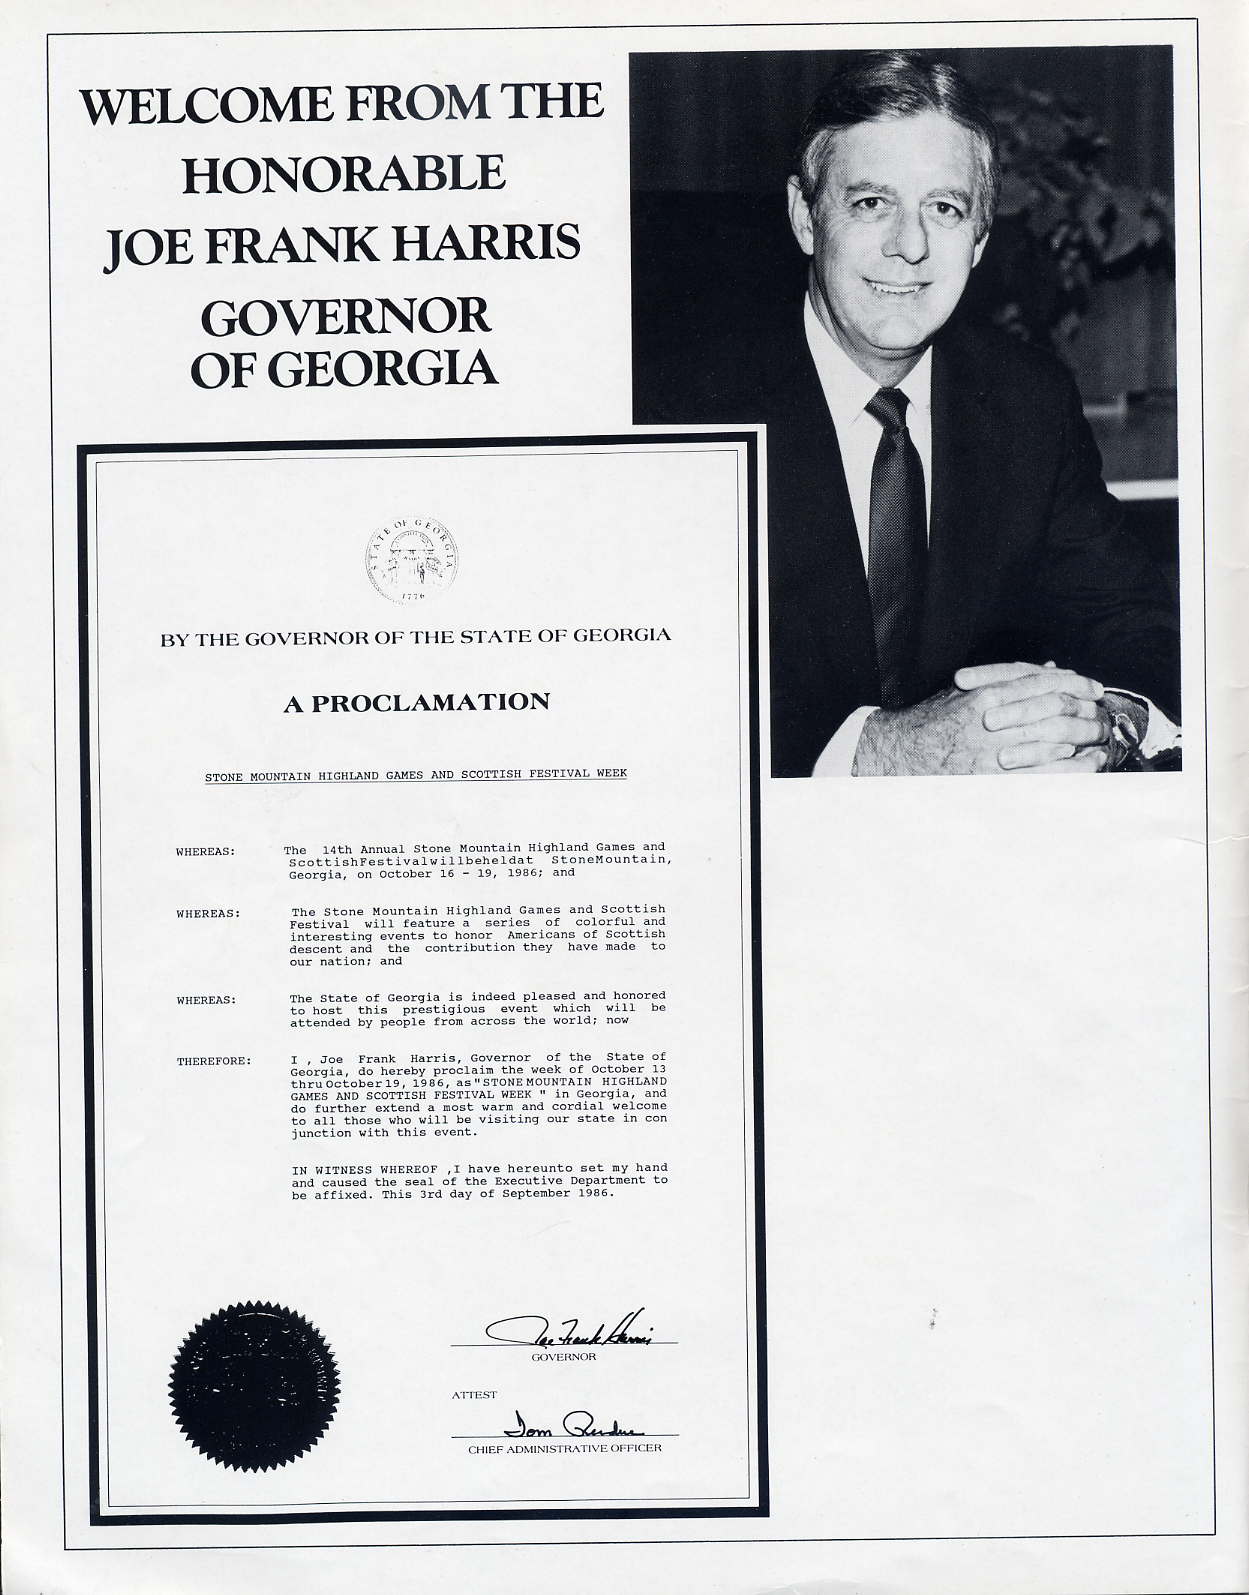 WELCOME FROM THE
HONORABLE
JOE FRANK HARRIS
GOVERNOR
OF GEORGIA
STATE OF GEORGIA
1776
BY THE GOVERNOR OF THE STATE OF GEORGIA
A PROCLAMATION
STONE MOUNTAIN HIGHLAND GAMES AND SCOTTISH FESTIVAL WEEK
WHEREAS: The 14th Annual Stone Mountain Highland Games and
ScottishFestivalwillbeheldat StoneMountain,
Georgia, on October 16 - 19, 1986; and
WHEREAS: The Stone Mountain Highland Games and Scottish
Festival will feature a series of colorful and
interesting events to honor Americans of Scottish
descent and the contribution they have made to
our nation; and
WHEREAS: The State of Georgia is indeed pleased and honored
to host this prestigious event which will be
attended by people from across the world; now
THEREFORE: I , Joe Frank Harris, Governor of the State of
Georgia, do hereby proclaim the week of October 13
thru October 19, 1986, as "STONE MOUNTAIN HIGHLAND
GAMES AND SCOTTISH FESTIVAL WEEK " in Georgia, and
do further extend a most warm and cordial welcome
to all those who will be visiting our state in con
junction with this event.
IN WITNESS WHEREOF ,I have hereunto set my hand
and caused the seal of the Executive Department to
be affixed. This 3rd day of September 1986.
Joe Frank Harris
GOVERNOR
ATTEST
Tom Perdue
CHIEF ADMINISTRATIVE OFFICER